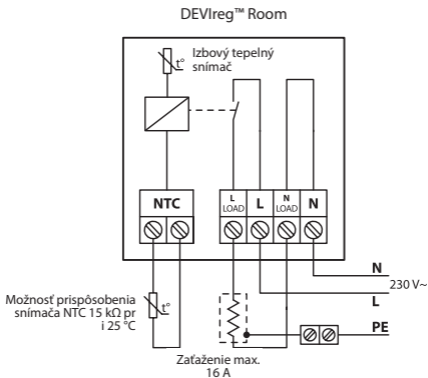 DEVIreg™ Room
t°
Izbový tepelný
snímač
NTC
L
LOAD
L
N
LOAD
N
N
230 V~
L
PE
Možnosť prispôsobenia
snímača NTC 15 kΩ pr
i 25 °C
t°
Zaťaženie max.
16 A